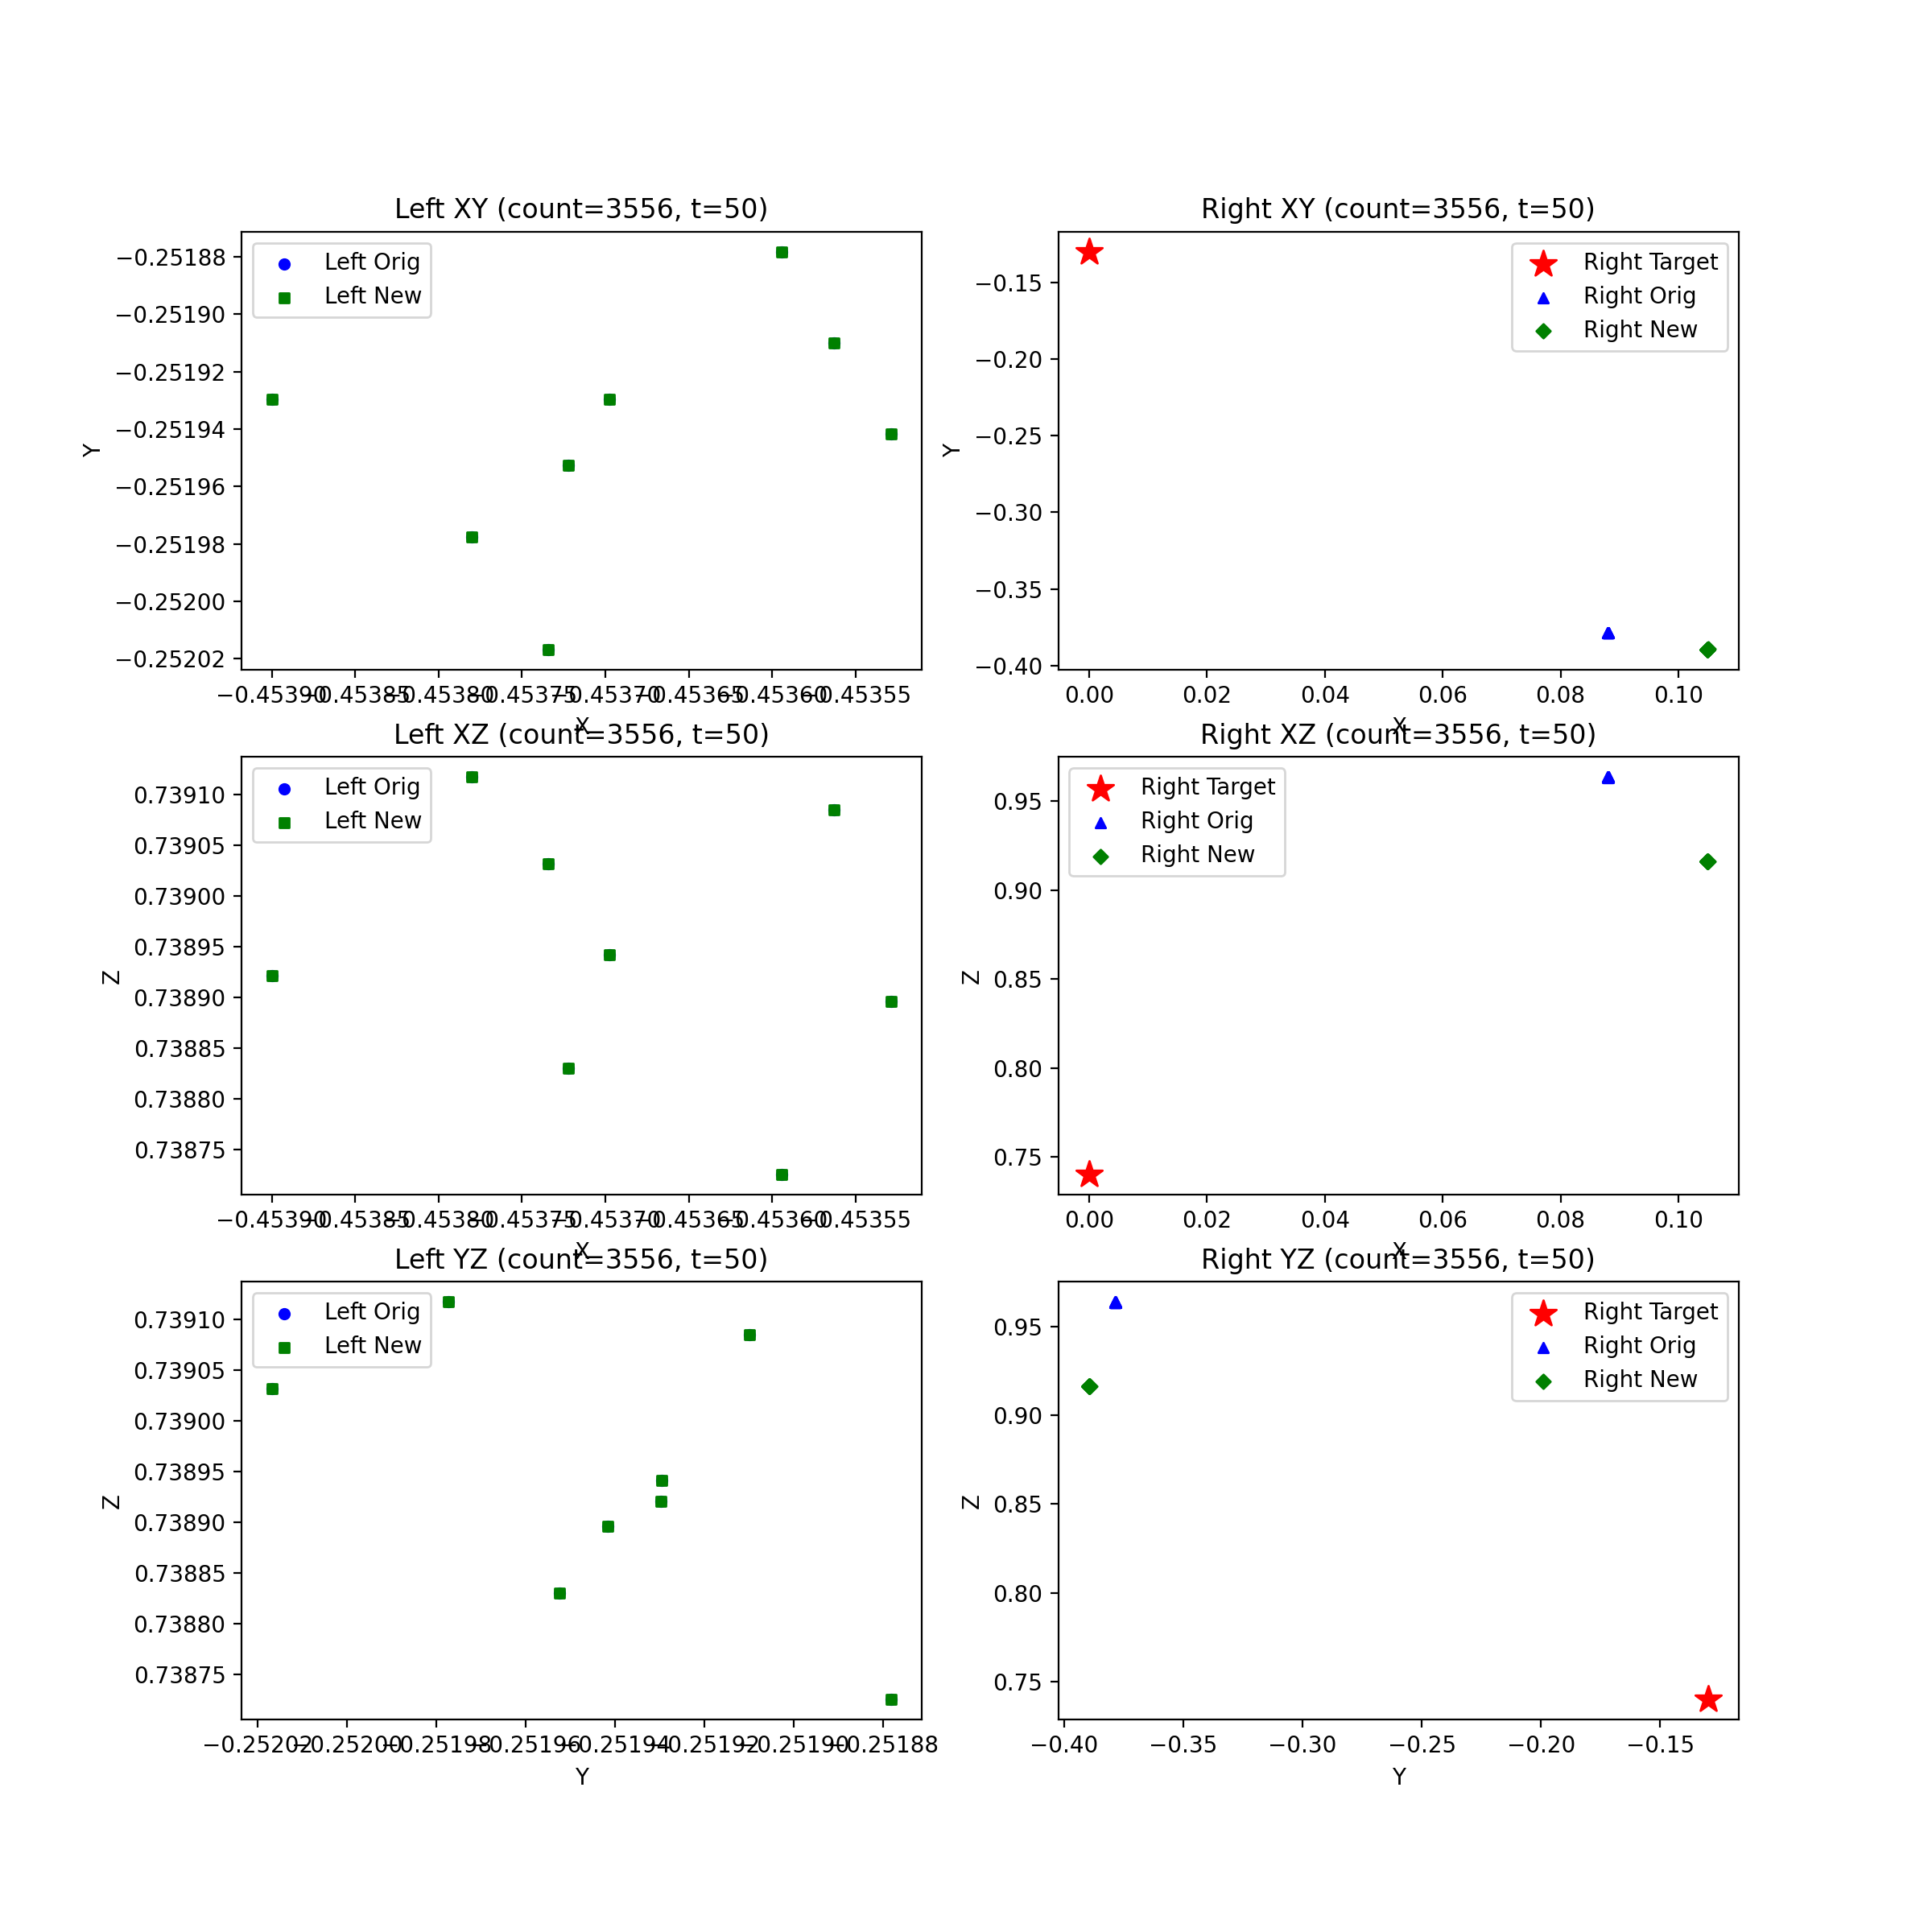 Left XY (count=3556, t=50)
Left Orig
Left New
Y
−0.25188
−0.25190
−0.25192
−0.25194
−0.25196
−0.25198
−0.25200
−0.25202
−0.45390
−0.45385
−0.45380
−0.45375
−0.45370
−0.45365
−0.45360
−0.45355
X
Right XY (count=3556, t=50)
Right Target
Right Orig
Right New
Y
−0.15
−0.20
−0.25
−0.30
−0.35
−0.40
0.00 0.02 0.04 0.06 0.08 0.10
X
Left XZ (count=3556, t=50)
Left Orig
Left New
Z
0.73910
0.73905
0.73900
0.73895
0.73890
0.73885
0.73880
0.73875
−0.45390
−0.45385
−0.45380
−0.45375
−0.45370
−0.45365
−0.45360
−0.45355
X
Right XZ (count=3556, t=50)
Right Target
Right Orig
Right New
Z
0.95
0.90
0.85
0.80
0.75
0.00 0.02 0.04 0.06 0.08 0.10
X
Left YZ (count=3556, t=50)
Left Orig
Left New
Z
0.73910
0.73905
0.73900
0.73895
0.73890
0.73885
0.73880
0.73875
−0.25202
−0.25200
−0.25198
−0.25196
−0.25194
−0.25192
−0.25190
−0.25188
Y
Right YZ (count=3556, t=50)
Right Target
Right Orig
Right New
Z
0.95
0.90
0.85
0.80
0.75
−0.40 −0.35 −0.30 −0.25 −0.20 −0.15
Y